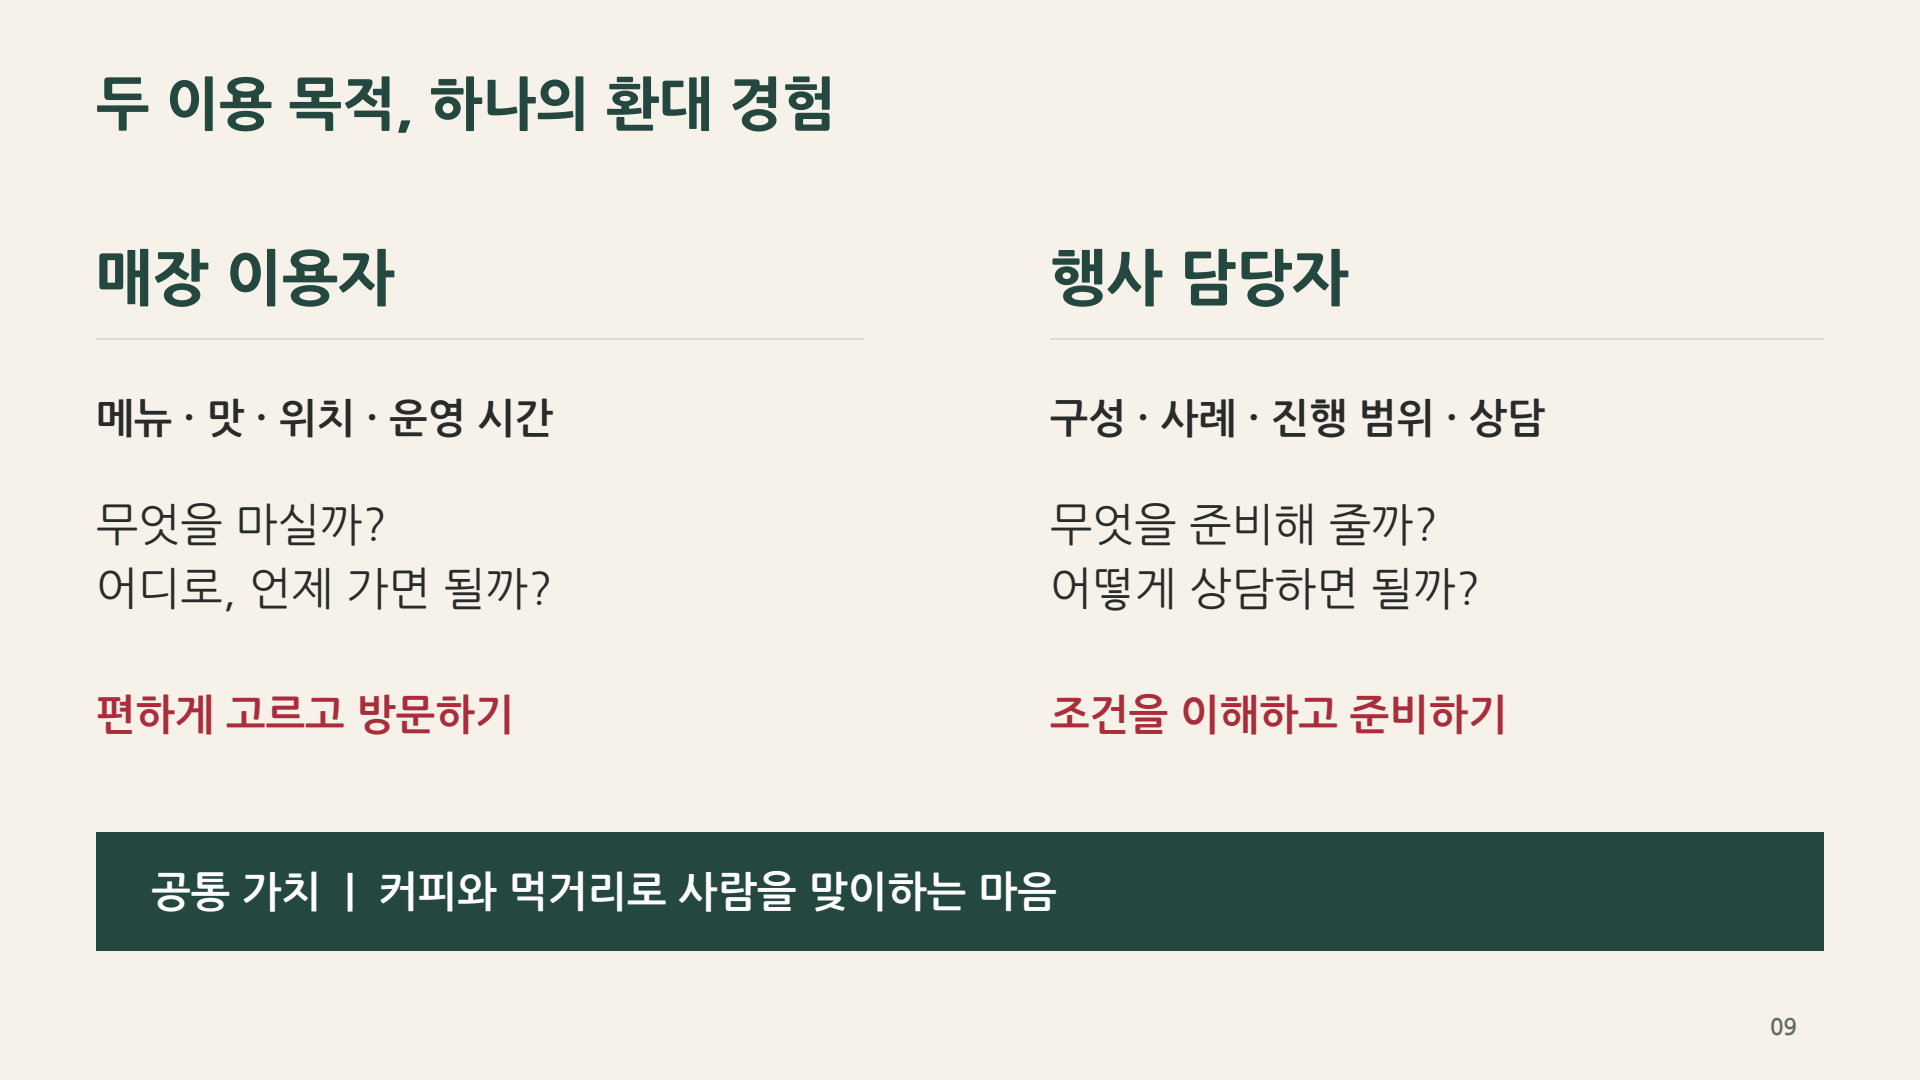 두 이용 목적, 하나의 환대 경험
매장 이용자
메뉴 · 맛 · 위치 · 운영 시간
무엇을 마실까?
어디로, 언제 가면 될까?
편하게 고르고 방문하기
행사 담당자
구성 · 사례 · 진행 범위 · 상담
무엇을 준비해 줄까?
어떻게 상담하면 될까?
조건을 이해하고 준비하기
공통 가치 | 커피와 먹거리로 사람을 맞이하는 마음
09